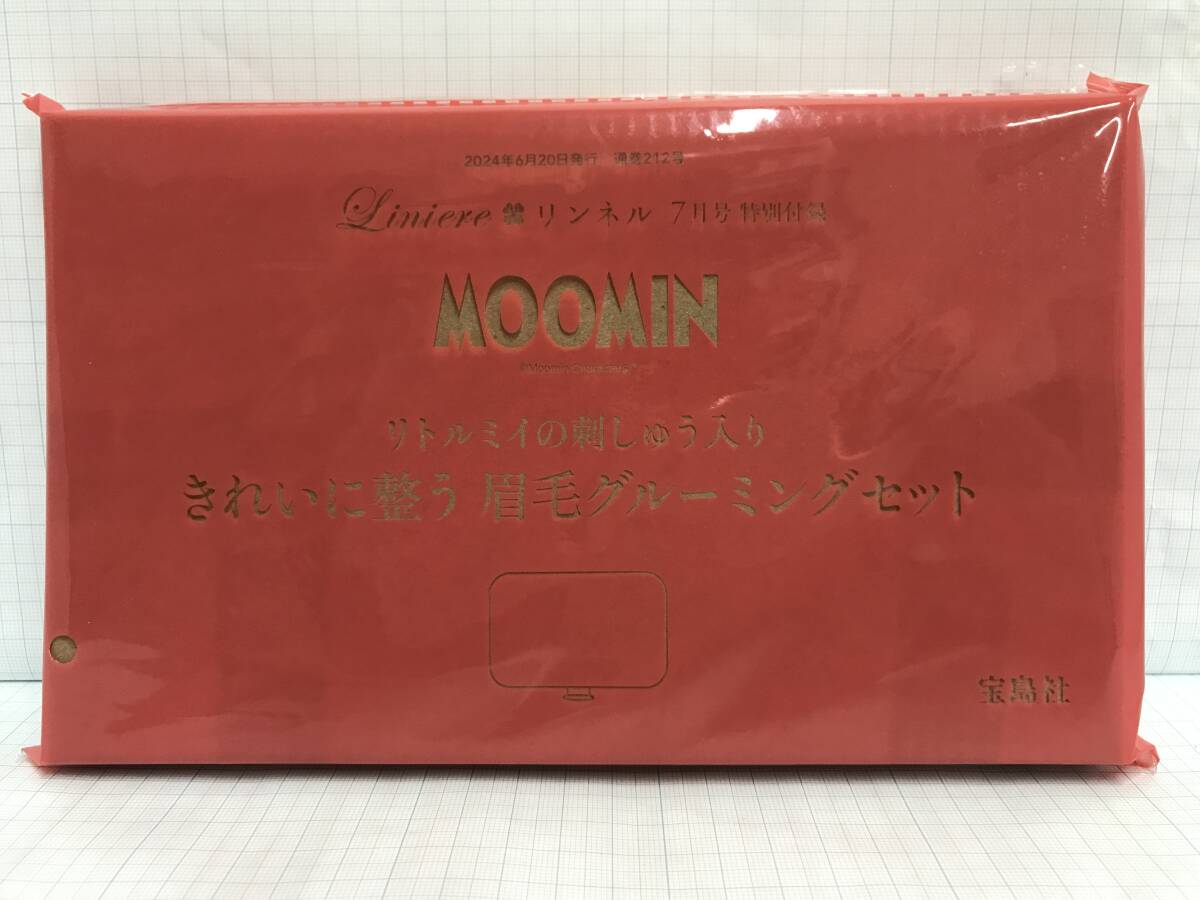 2024年6月20日発行　通巻212号
Liniere リンネル 7月号 特別付録
MOOMIN
©Moomin Characters™
リトルミイの刺しゅう入り
きれいに整う 眉毛グルーミングセット
宝島社